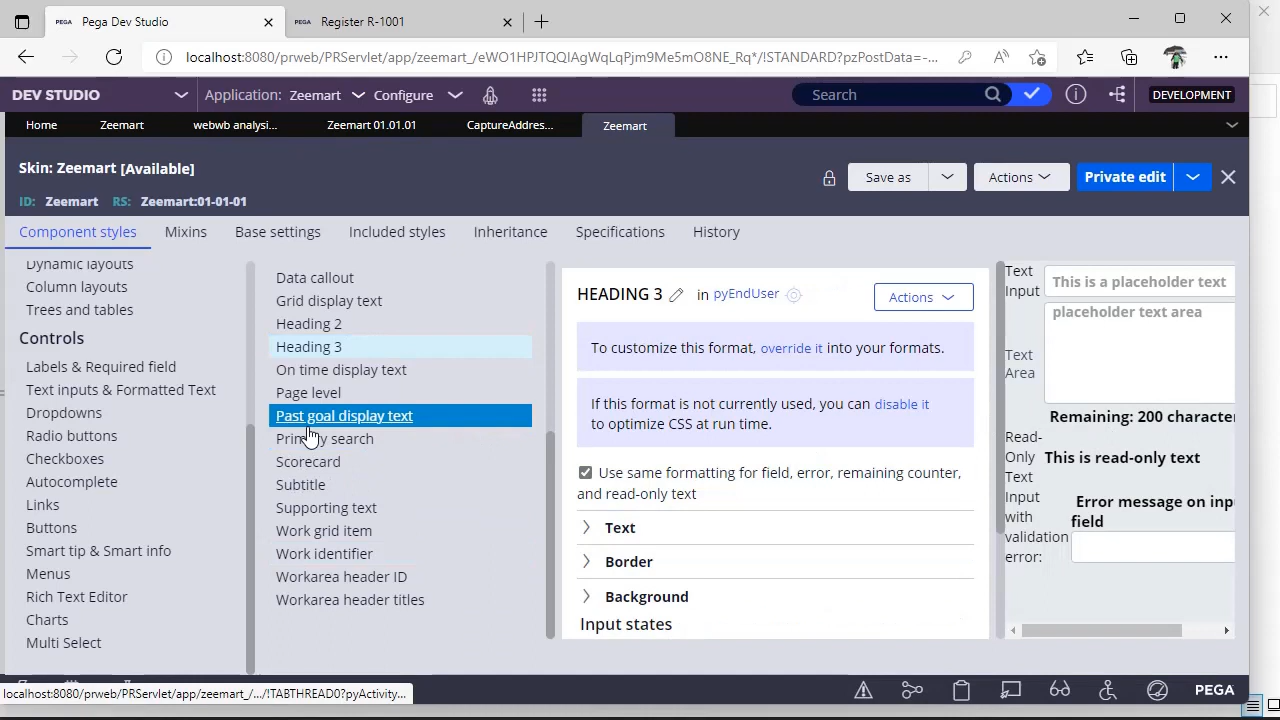 PEGA Pega Dev Studio
PEGA Register R-1001
localhost:8080/prweb/PRServlet/app/zeemart_/eWO1HPJTQQIAgWqLqPjm9Me5mO8NE_Rq*/!STANDARD?pzPostData=-...
DEV STUDIO Application: Zeemart Configure Search DEVELOPMENT
Home Zeemart webwb analysi... Zeemart 01.01.01 CaptureAddres... Zeemart
Skin: Zeemart [Available]
Save as Actions Private edit
ID: Zeemart RS: Zeemart:01-01-01
Component styles Mixins Base settings Included styles Inheritance Specifications History
Dynamic layouts
Column layouts
Trees and tables
Controls
Labels & Required field
Text inputs & Formatted Text
Dropdowns
Radio buttons
Checkboxes
Autocomplete
Links
Buttons
Smart tip & Smart info
Menus
Rich Text Editor
Charts
Multi Select
Data callout
Grid display text
Heading 2
Heading 3
On time display text
Page level
Past goal display text
Primary search
Scorecard
Subtitle
Supporting text
Work grid item
Work identifier
Workarea header ID
Workarea header titles
HEADING 3 in pyEndUser
Actions
To customize this format, override it into your formats.
If this format is not currently used, you can disable it
to optimize CSS at run time.
Use same formatting for field, error, remaining counter,
and read-only text
Text
Border
Background
Input states
Text
Input
This is a placeholder text
placeholder text area
Text
Area
Remaining: 200 character
Read-
Only
Text
Input
with
validation
error:
This is read-only text
Error message on inp
field
localhost:8080/prweb/PRServlet/app/zeemart_/.../!TABTHREAD0?pyActivity...
PEGA